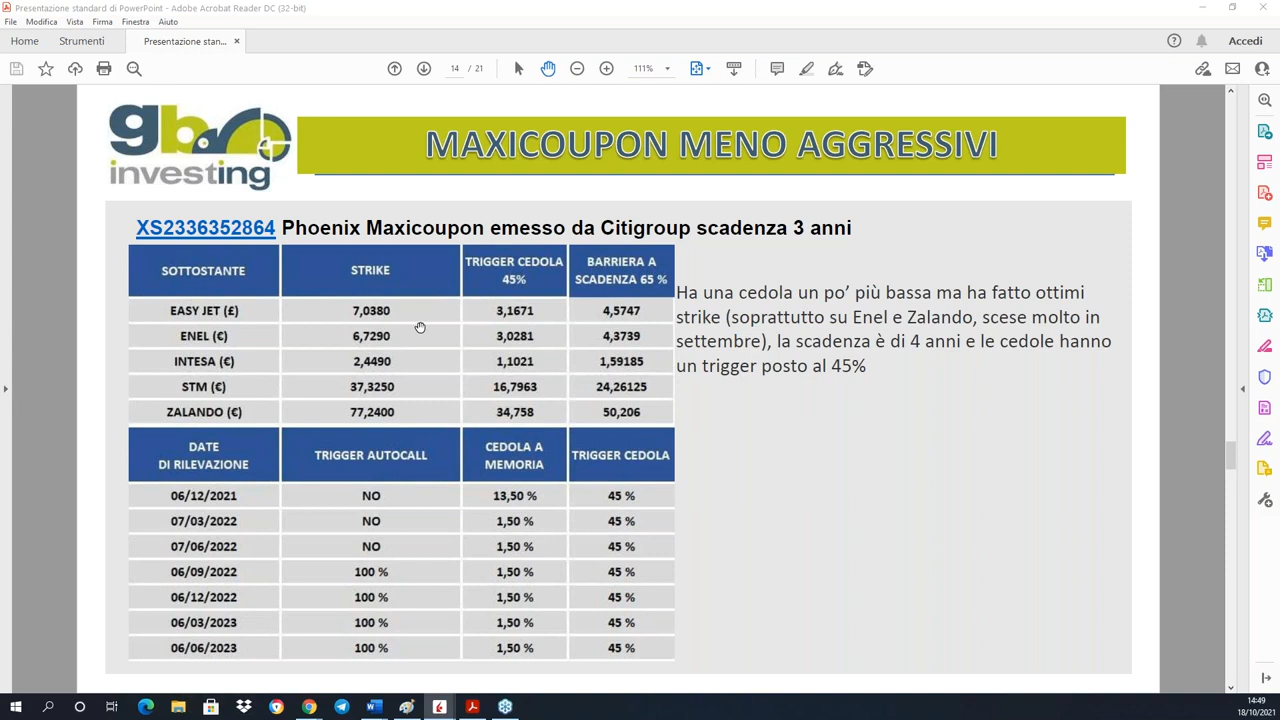 Presentazione standard di PowerPoint - Adobe Acrobat Reader DC (32-bit)
File Modifica Vista Firma Finestra Aiuto
Home Strumenti Presentazione stan... × Accedi
14 / 21 111%
gb investing
MAXICOUPON MENO AGGRESSIVI
XS2336352864 Phoenix Maxicoupon emesso da Citigroup scadenza 3 anni
SOTTOSTANTE STRIKE TRIGGER CEDOLA 45% BARRIERA A SCADENZA 65 %
EASY JET (£) 7,0380 3,1671 4,5747
ENEL (€) 6,7290 3,0281 4,3739
INTESA (€) 2,4490 1,1021 1,59185
STM (€) 37,3250 16,7963 24,26125
ZALANDO (€) 77,2400 34,758 50,206
DATE DI RILEVAZIONE TRIGGER AUTOCALL CEDOLA A MEMORIA TRIGGER CEDOLA
06/12/2021 NO 13,50 % 45 %
07/03/2022 NO 1,50 % 45 %
07/06/2022 NO 1,50 % 45 %
06/09/2022 100 % 1,50 % 45 %
06/12/2022 100 % 1,50 % 45 %
06/03/2023 100 % 1,50 % 45 %
06/06/2023 100 % 1,50 % 45 %
Ha una cedola un po’ più bassa ma ha fatto ottimi
strike (soprattutto su Enel e Zalando, scese molto in
settembre), la scadenza è di 4 anni e le cedole hanno
un trigger posto al 45%
14:49
18/10/2021